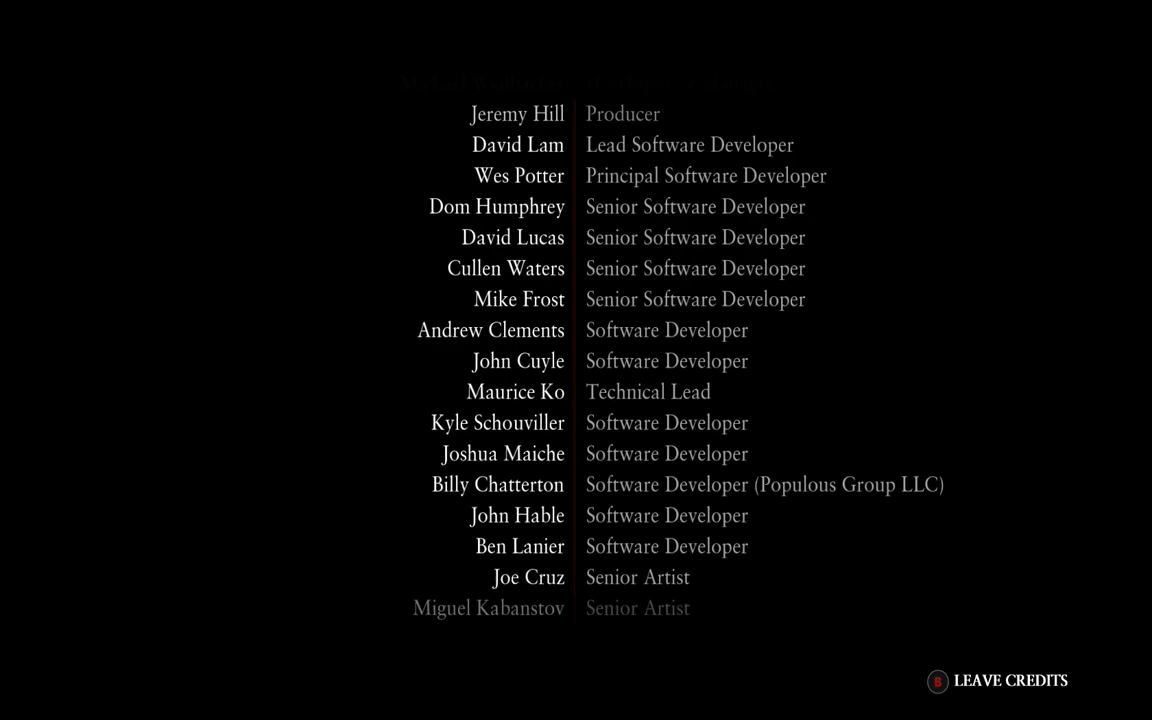 Jeremy Hill Producer
David Lam Lead Software Developer
Wes Potter Principal Software Developer
Dom Humphrey Senior Software Developer
David Lucas Senior Software Developer
Cullen Waters Senior Software Developer
Mike Frost Senior Software Developer
Andrew Clements Software Developer
John Cuyle Software Developer
Maurice Ko Technical Lead
Kyle Schouviller Software Developer
Joshua Maiche Software Developer
Billy Chatterton Software Developer (Populous Group LLC)
John Hable Software Developer
Ben Lanier Software Developer
Joe Cruz Senior Artist
Miguel Kabanstov Senior Artist
B LEAVE CREDITS